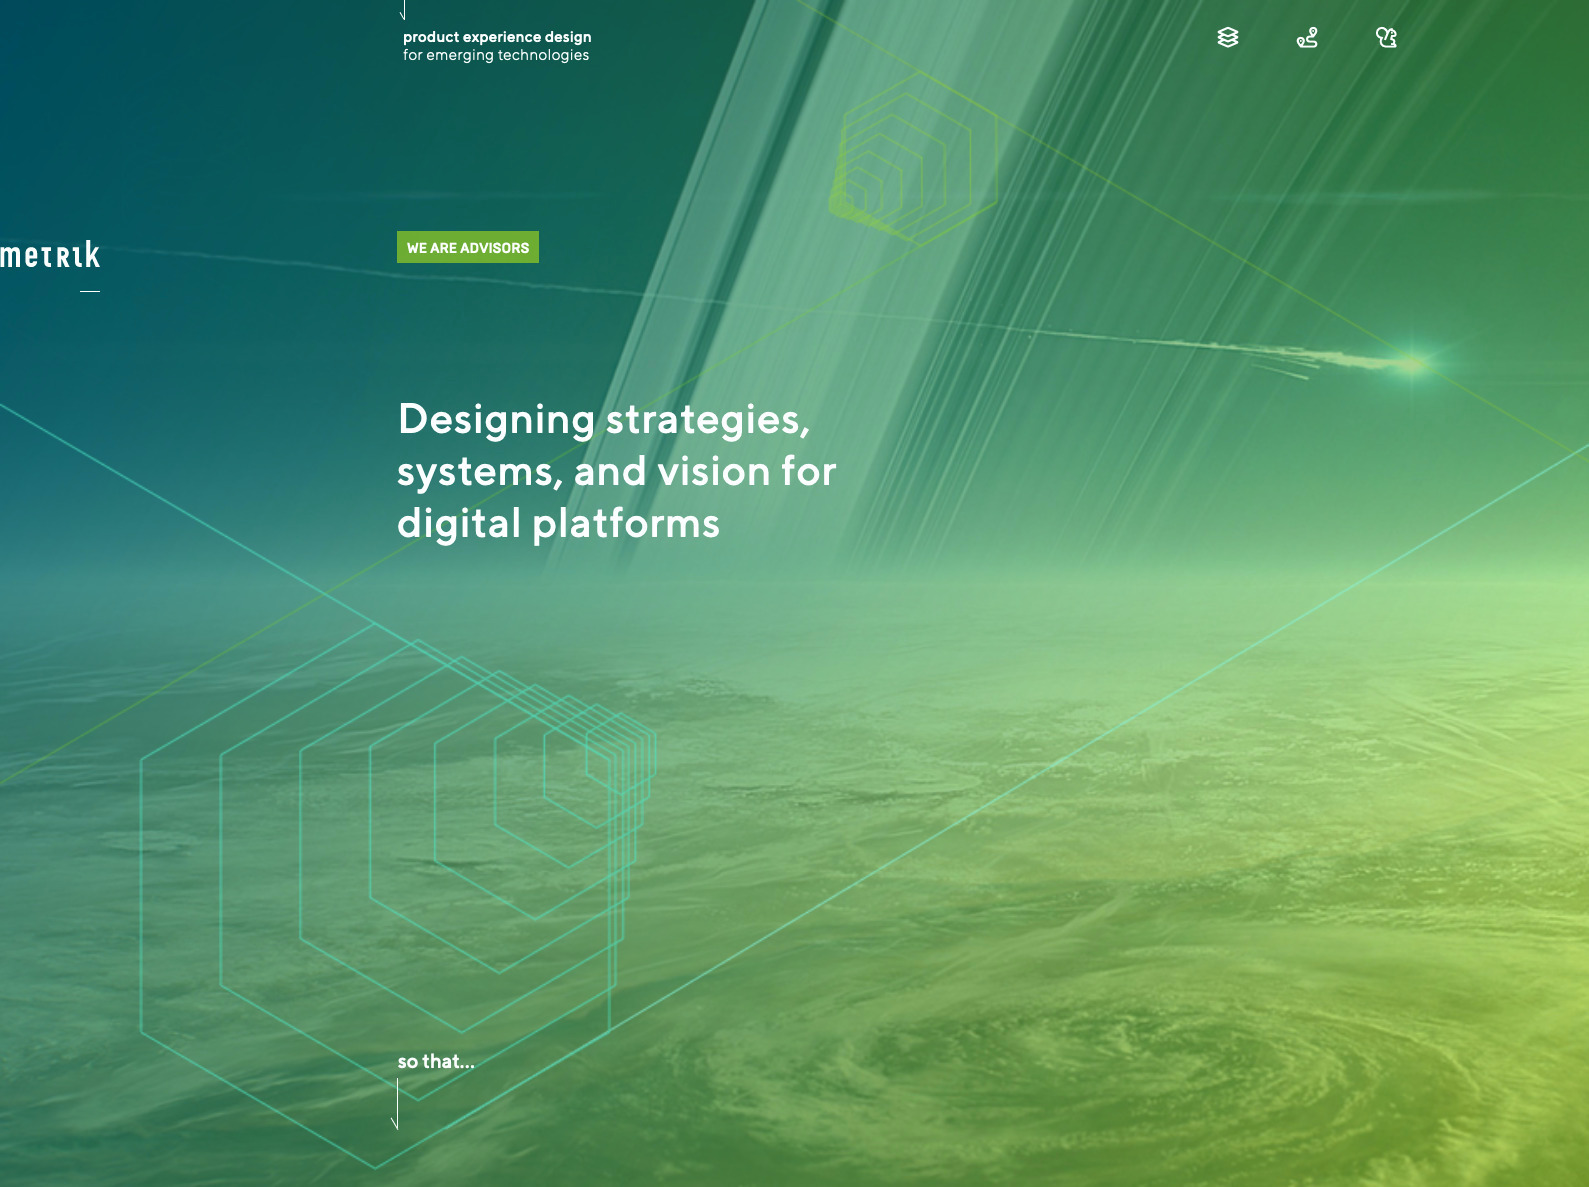 product experience design
for emerging technologies
metrik
WE ARE ADVISORS
Designing strategies,
systems, and vision for
digital platforms
so that...